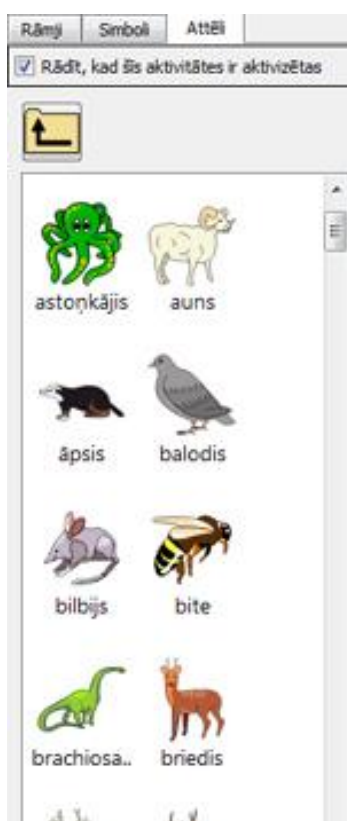 Rāmji Simboli Attēli
Rādīt, kad šīs aktivitātes ir aktivizētas
astoņkājis auns
āpsis balodis
bilbijs bite
brachiosa.. briedis